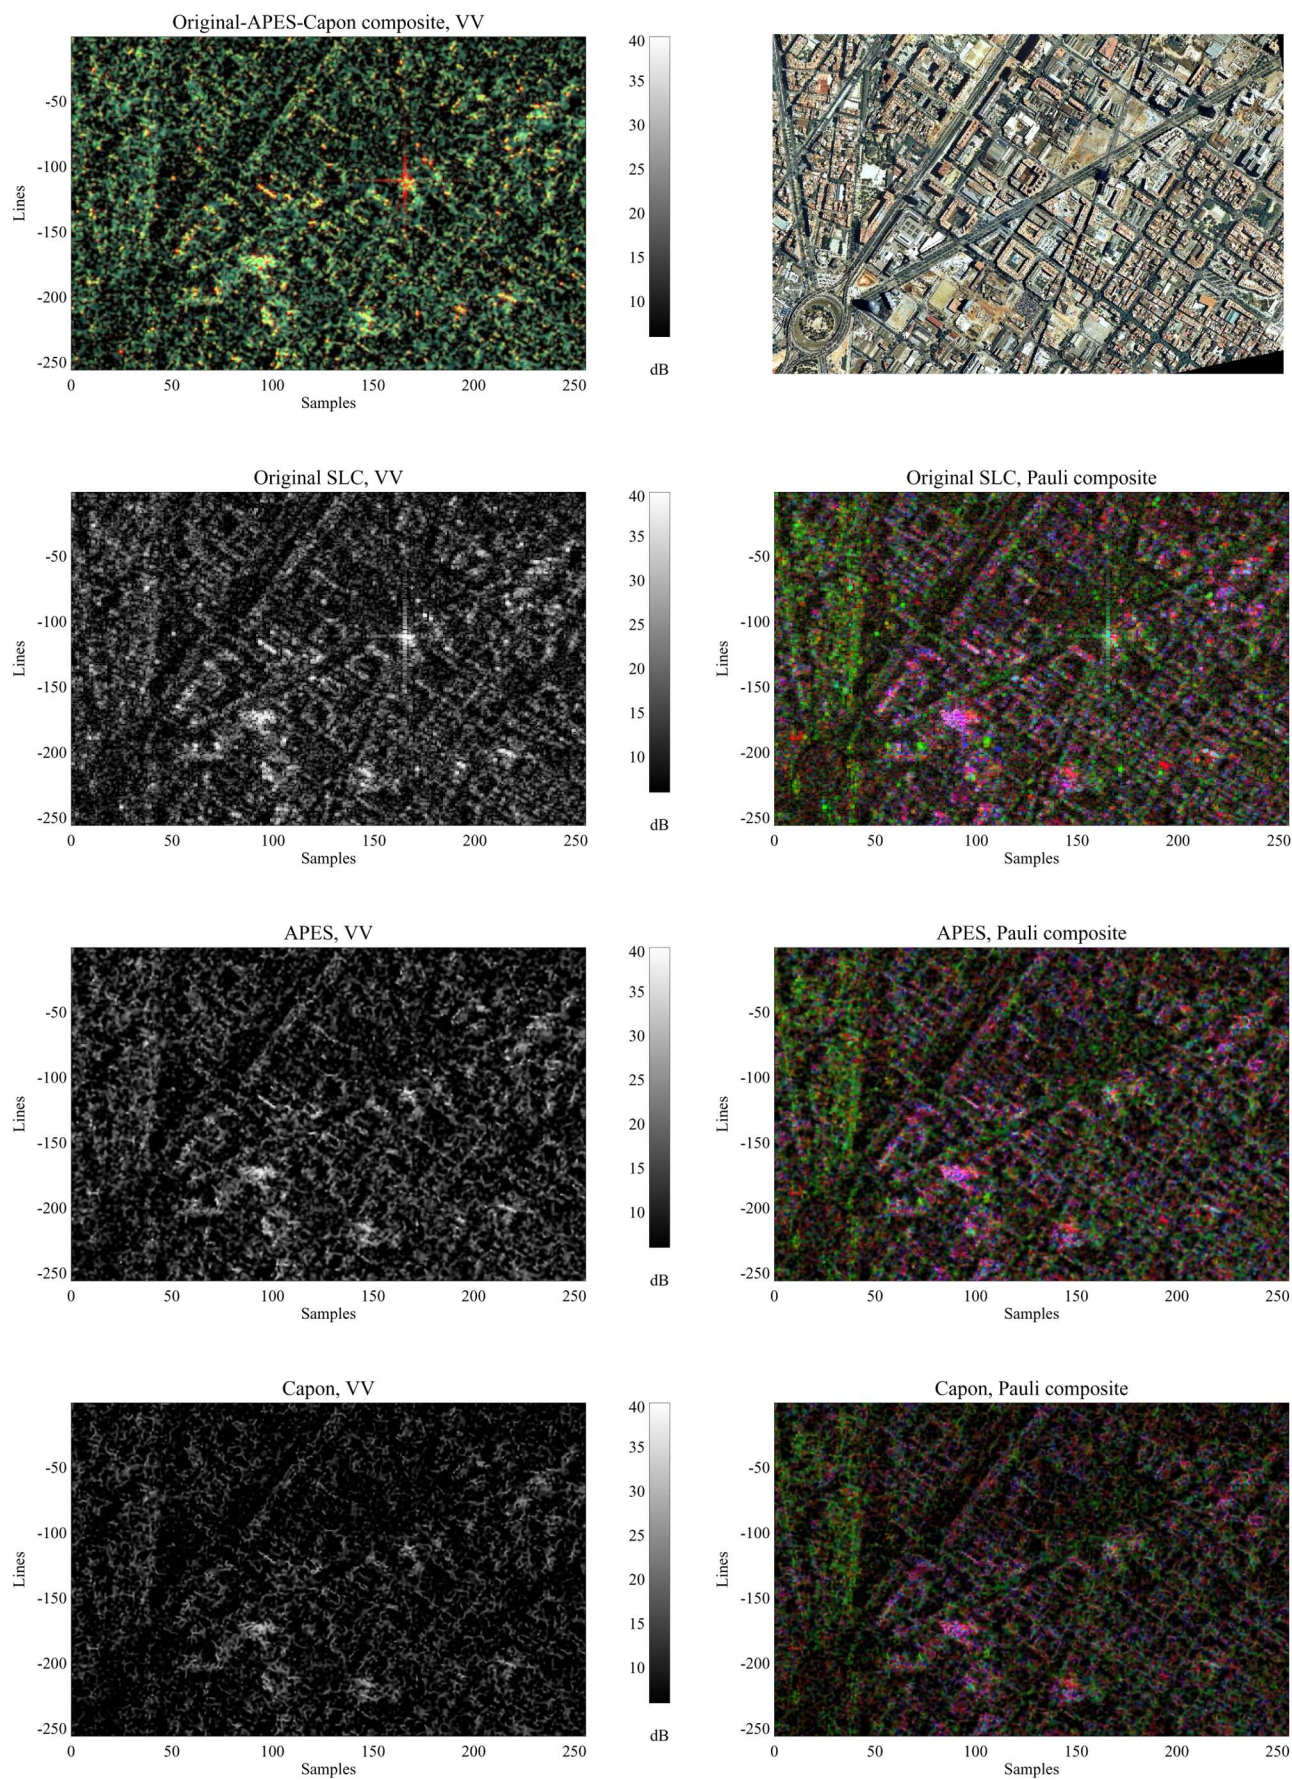 Original-APES-Capon composite, VV
Lines
-50
-100
-150
-200
-250
0 50 100 150 200 250
Samples
40
35
30
25
20
15
10
dB
Original SLC, VV
Lines
-50
-100
-150
-200
-250
0 50 100 150 200 250
Samples
40
35
30
25
20
15
10
dB
Original SLC, Pauli composite
Lines
-50
-100
-150
-200
-250
0 50 100 150 200 250
Samples
APES, VV
Lines
-50
-100
-150
-200
-250
0 50 100 150 200 250
Samples
40
35
30
25
20
15
10
dB
APES, Pauli composite
Lines
-50
-100
-150
-200
-250
0 50 100 150 200 250
Samples
Capon, VV
Lines
-50
-100
-150
-200
-250
0 50 100 150 200 250
Samples
40
35
30
25
20
15
10
dB
Capon, Pauli composite
Lines
-50
-100
-150
-200
-250
0 50 100 150 200 250
Samples